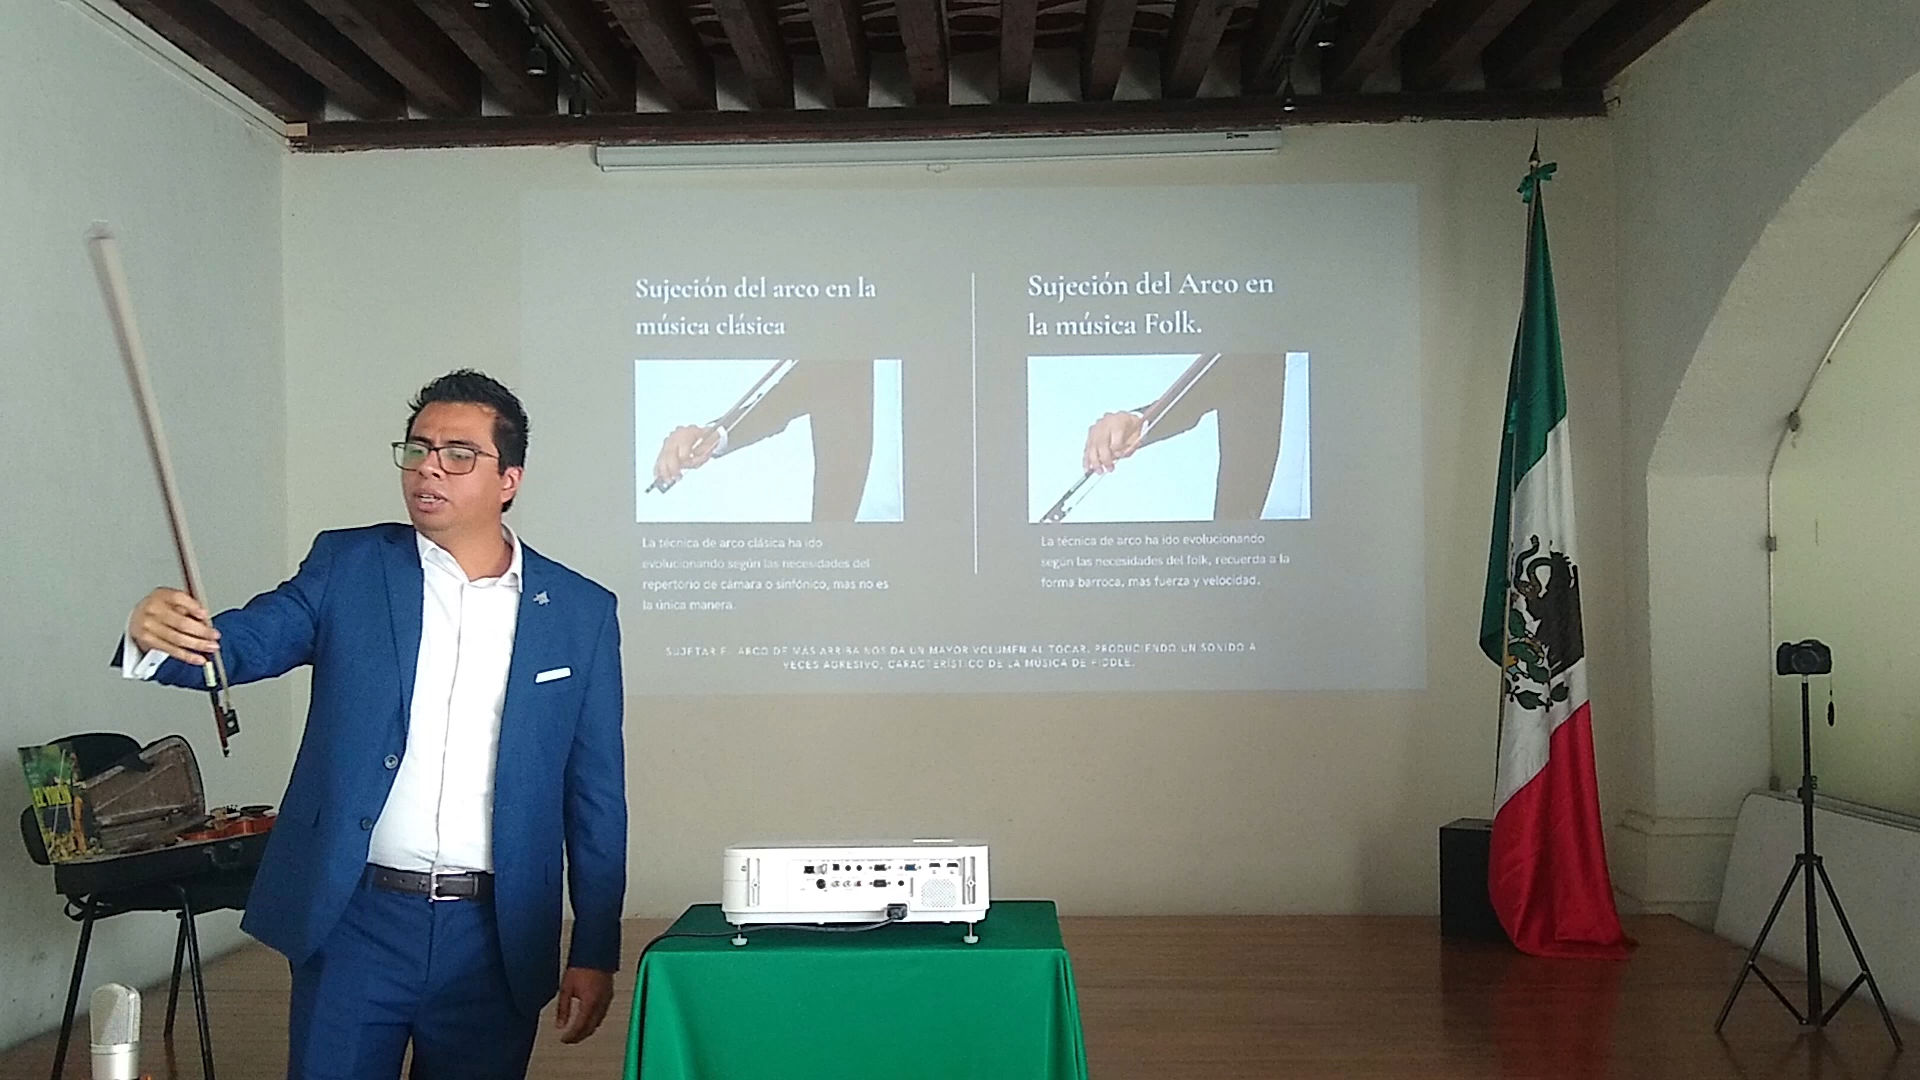 Sujeción del arco en la
música clásica
La técnica de arco clásica ha ido
evolucionando según las necesidades del
repertorio de cámara o sinfónico, mas no es
la única manera.
Sujeción del Arco en
la música Folk.
La técnica de arco ha ido evolucionando
según las necesidades del folk, recuerda a la
forma barroca, mas fuerza y velocidad.
SUJETAR EL ARCO DE MÁS ARRIBA NOS DA UN MAYOR VOLUMEN AL TOCAR, PRODUCIENDO UN SONIDO A
VECES AGRESIVO, CARACTERÍSTICO DE LA MÚSICA DE FIDDLE.
EL VIOLÍN